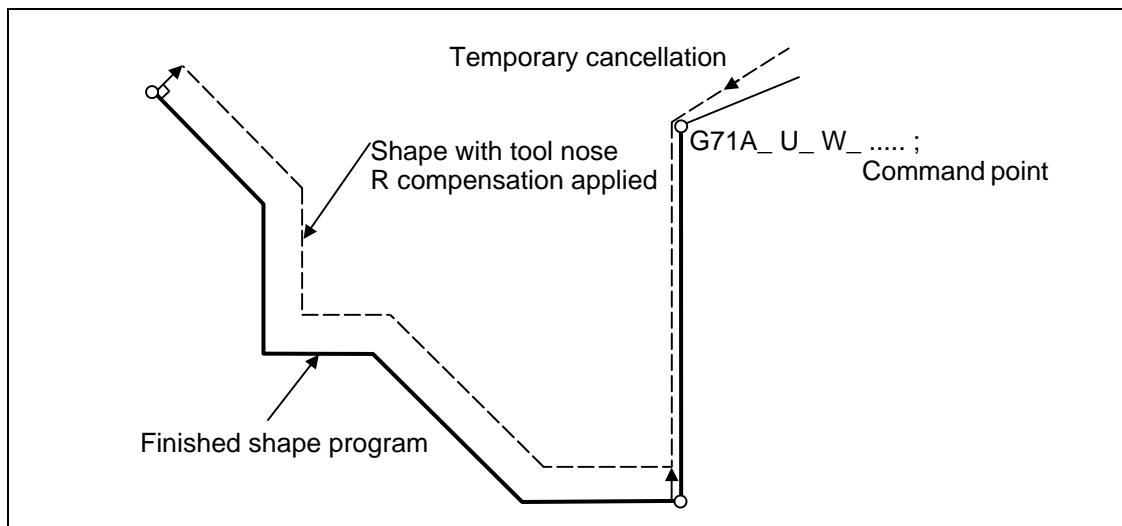 Temporary cancellation
G71A_ U_ W_ ..... ;
Command point
Shape with tool nose
R compensation applied
Finished shape program